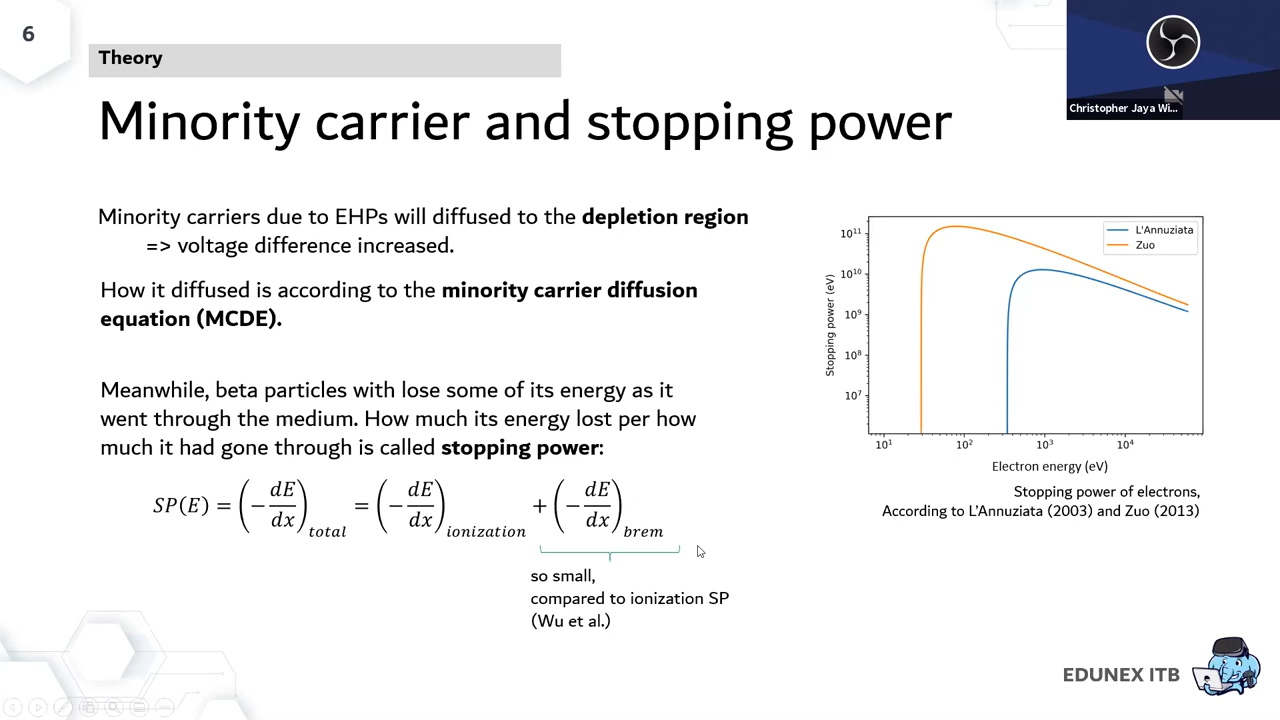 6
Theory
Christopher Jaya Wi...
Minority carrier and stopping power
Minority carriers due to EHPs will diffused to the depletion region
=> voltage difference increased.
How it diffused is according to the minority carrier diffusion
equation (MCDE).
Meanwhile, beta particles with lose some of its energy as it
went through the medium. How much its energy lost per how
much it had gone through is called stopping power:
SP(E) = (−dE/dx)total = (−dE/dx)ionization + (−dE/dx)brem
so small,
compared to ionization SP
(Wu et al.)
L'Annuziata
Zuo
Stopping power (eV)
10¹¹
10¹⁰
10⁹
10⁸
10⁷
10¹ 10² 10³ 10⁴
Electron energy (eV)
Stopping power of electrons,
According to L’Annuziata (2003) and Zuo (2013)
EDUNEX ITB